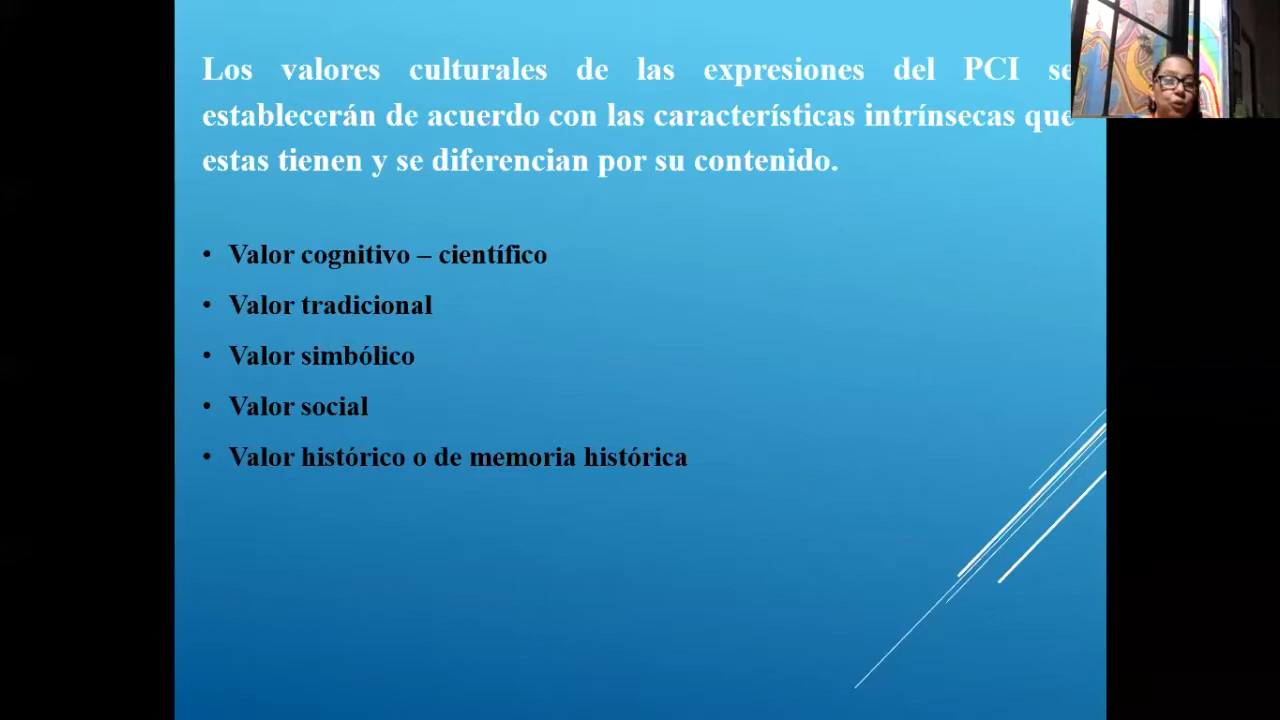 Los valores culturales de las expresiones del PCI se
establecerán de acuerdo con las características intrínsecas que
estas tienen y se diferencian por su contenido.
• Valor cognitivo – científico
• Valor tradicional
• Valor simbólico
• Valor social
• Valor histórico o de memoria histórica